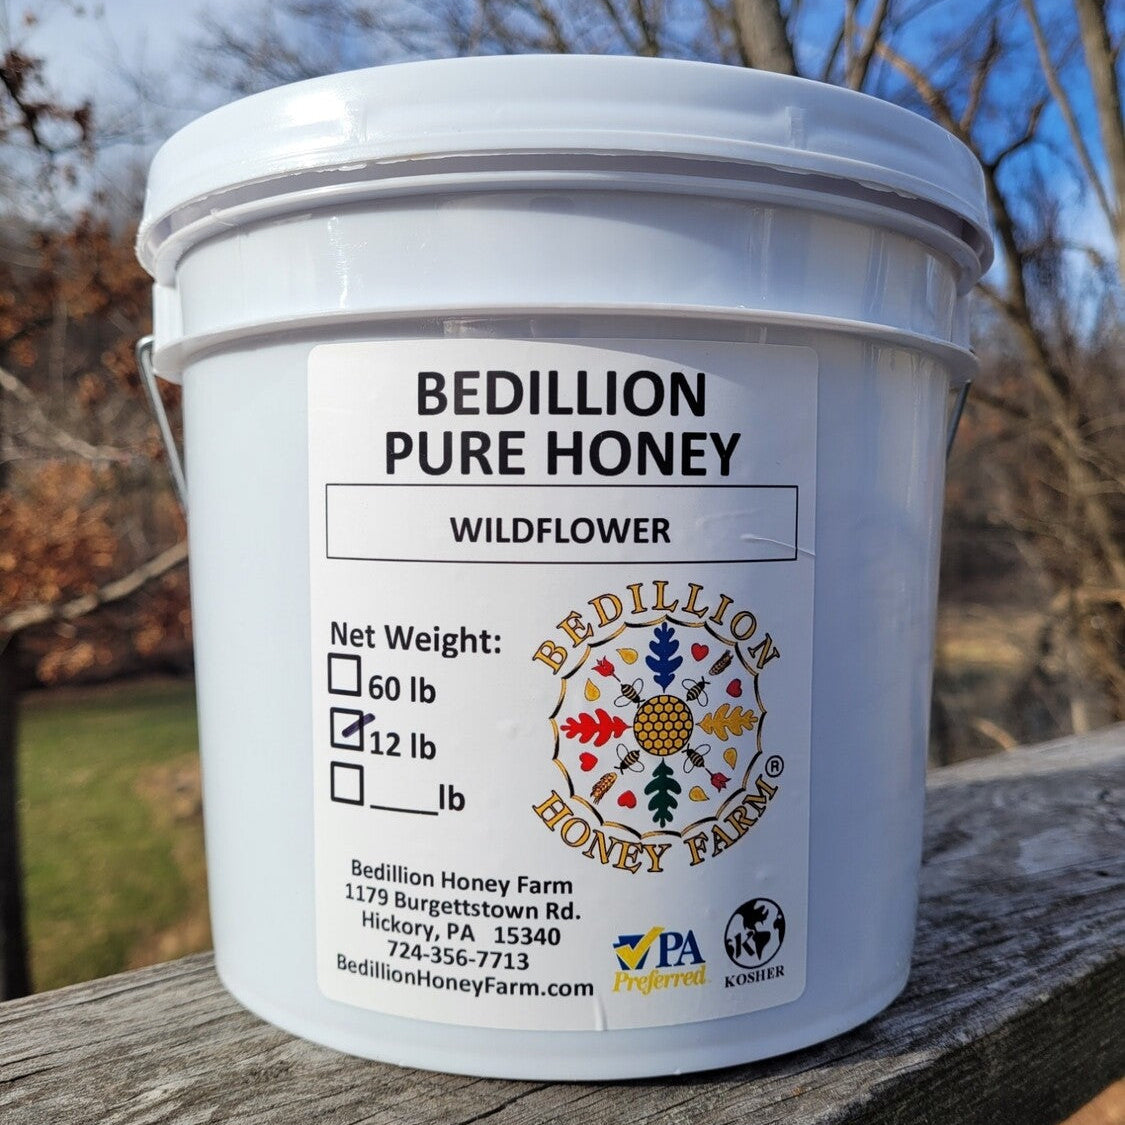 BEDILLION
PURE HONEY
WILDFLOWER
Net Weight:
60 lb
12 lb
____lb
BEDILLION
HONEY FARM®
Bedillion Honey Farm
1179 Burgettstown Rd.
Hickory, PA 15340
724-356-7713
BedillionHoneyFarm.com
PA
Preferred
K
KOSHER